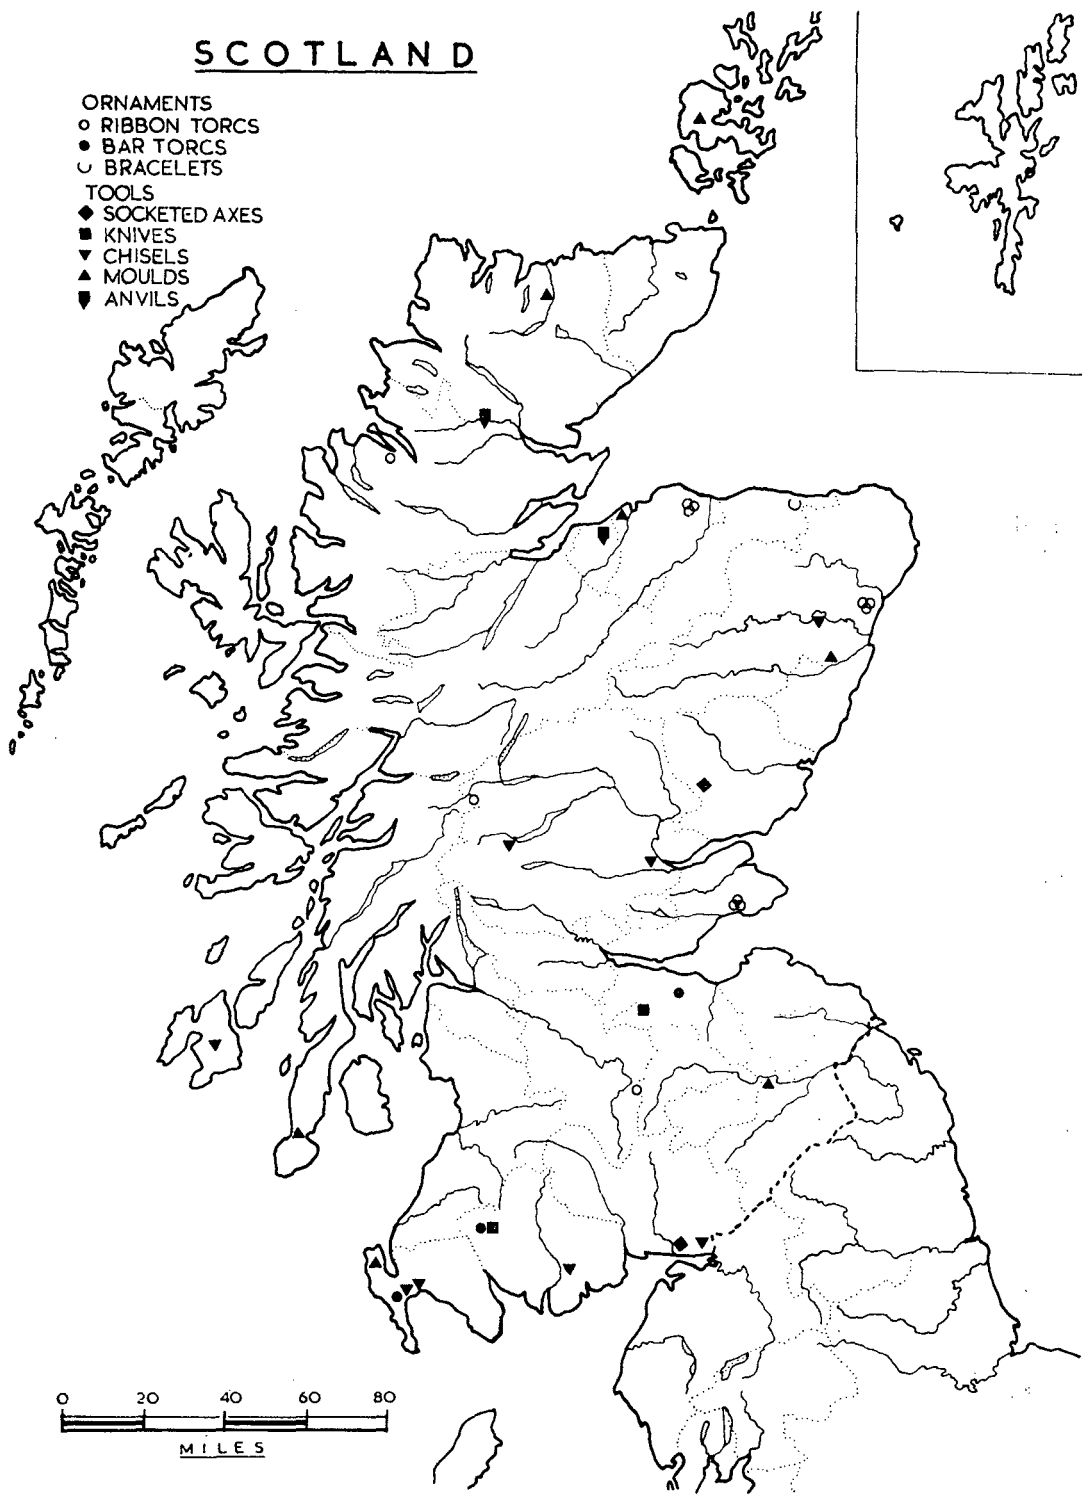 SCOTLAND
ORNAMENTS
RIBBON TORCS
BAR TORCS
BRACELETS
TOOLS
SOCKETED AXES
KNIVES
CHISELS
MOULDS
ANVILS
0 20 40 60 80
MILES